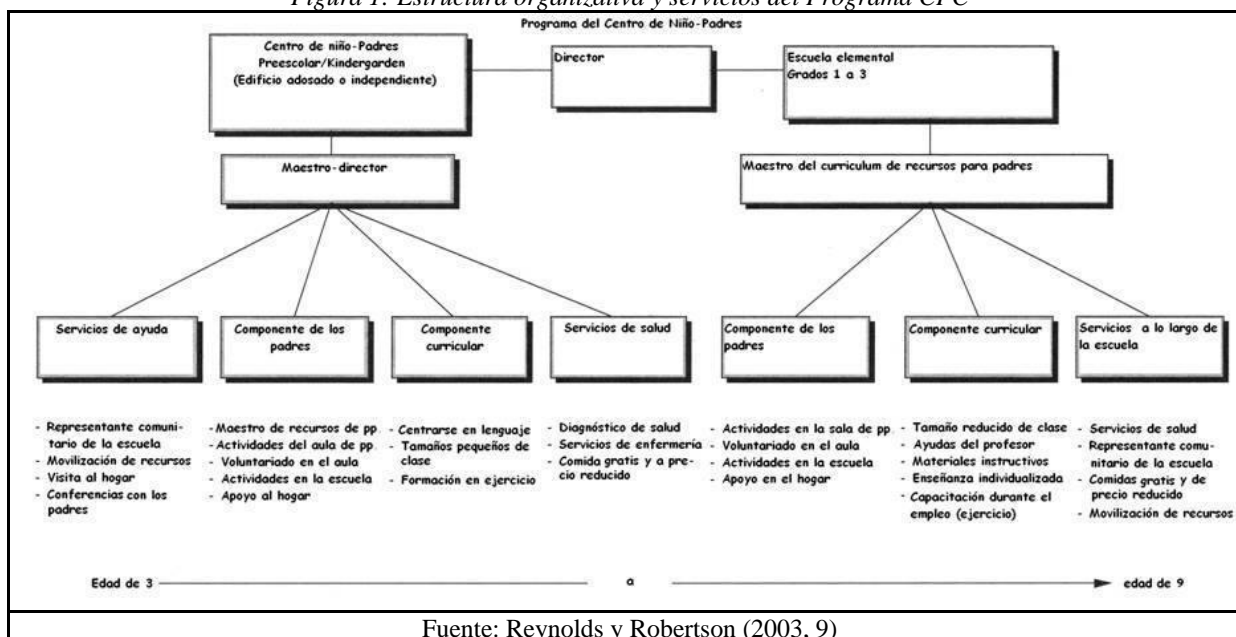 Figura 1: Estructura organizativa y servicios del Programa CPC
Programa del Centro de Niño-Padres
Centro de niño-Padres
Preescolar/Kindergarden
(Edificio adosado o independiente)
Director
Escuela elemental
Grados 1 a 3
Maestro-director
Maestro del curriculum de recursos para padres
Servicios de ayuda
Componente de los
padres
Componente
curricular
Servicios de salud
Componente de los
padres
Componente curricular
Servicios a lo largo de
la escuela
- Representante comuni-
tario de la escuela
- Movilización de recursos
- Visita al hogar
- Conferencias con los
padres
-Maestro de recursos de pp.
- Actividades del aula de pp.
- Voluntariado en el aula
- Actividades en la escuela
- Apoyo al hogar
- Centrarse en lenguaje
- Tamaños pequeños de
clase
- Formación en ejercicio
- Diagnóstico de salud
- Servicios de enfermería
- Comida gratis y a pre-
cio reducido
- Actividades en la sala de pp.
- Voluntariado en el aula
- Actividades en la escuela
- Apoyo en el hogar
- Tamaño reducido de clase
- Ayudas del profesor
- Materiales instructivos
- Enseñanza individualizada
- Capacitación durante el
empleo (ejercicio)
- Servicios de salud
- Representante comu-
nitario de la escuela
- Comidas gratis y de
precio reducido
- Movilización de recursos
Edad de 3 a edad de 9
Fuente: Reynolds y Robertson (2003, 9)